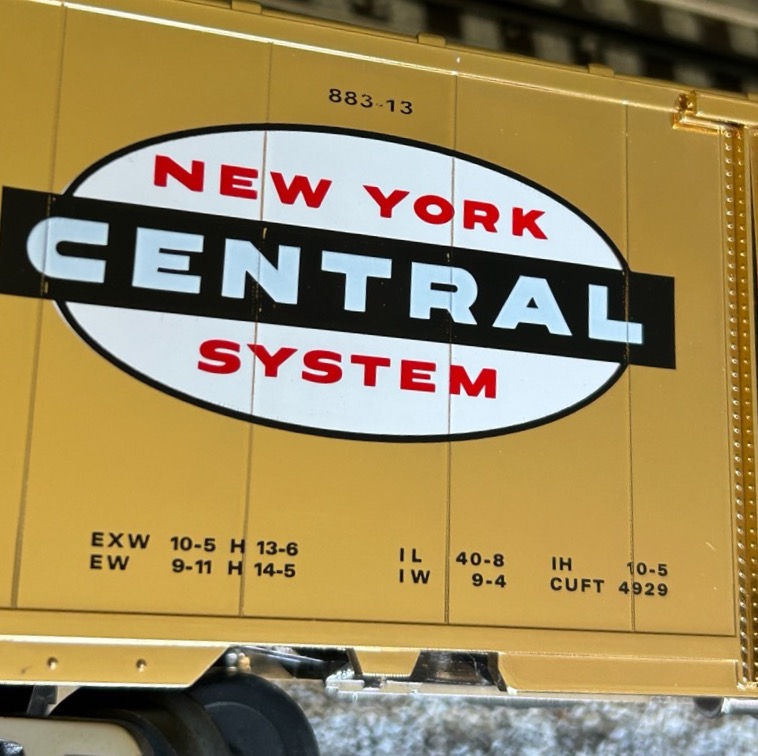 883-13
NEW YORK
CENTRAL
SYSTEM
EXW 10-5 H 13-6
EW 9-11 H 14-5
IL 40-8
IW 9-4
IH 10-5
CUFT 4929